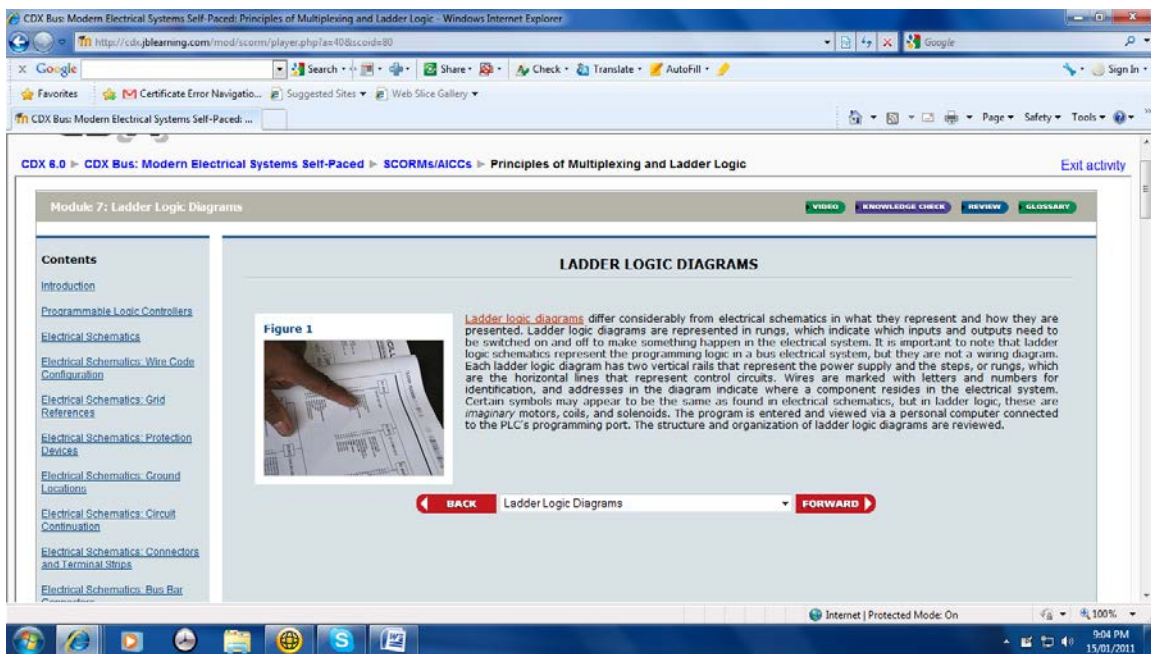 CDX Bus: Modern Electrical Systems Self-Paced: Principles of Multiplexing and Ladder Logic - Windows Internet Explorer
http://cdx.jblearning.com/mod/scorm/player.php?a=40&scoid=80
Google
x Google
Search
Share
Check
Translate
AutoFill
Sign In
Favorites
Certificate Error Navigatio...
Suggested Sites
Web Slice Gallery
CDX Bus: Modern Electrical Systems Self-Paced: ...
Page
Safety
Tools
CDX 6.0 ► CDX Bus: Modern Electrical Systems Self-Paced ► SCORMs/AICCs ► Principles of Multiplexing and Ladder Logic
Exit activity
Module 7: Ladder Logic Diagrams
VIDEO
KNOWLEDGE CHECK
REVIEW
GLOSSARY
Contents
Introduction
Programmable Logic Controllers
Electrical Schematics
Electrical Schematics: Wire Code
Configuration
Electrical Schematics: Grid
References
Electrical Schematics: Protection
Devices
Electrical Schematics: Ground
Locations
Electrical Schematics: Circuit
Continuation
Electrical Schematics: Connectors
and Terminal Strips
Electrical Schematics: Bus Bar
LADDER LOGIC DIAGRAMS
Figure 1
Ladder logic diagrams differ considerably from electrical schematics in what they represent and how they are
presented. Ladder logic diagrams are represented in rungs, which indicate which inputs and outputs need to
be switched on and off to make something happen in the electrical system. It is important to note that ladder
logic schematics represent the programming logic in a bus electrical system, but they are not a wiring diagram.
Each ladder logic diagram has two vertical rails that represent the power supply and the steps, or rungs, which
are the horizontal lines that represent control circuits. Wires are marked with letters and numbers for
identification, and addresses in the diagram indicate where a component resides in the electrical system.
Certain symbols may appear to be the same as found in electrical schematics, but in ladder logic, these are
imaginary motors, coils, and solenoids. The program is entered and viewed via a personal computer connected
to the PLC's programming port. The structure and organization of ladder logic diagrams are reviewed.
BACK
Ladder Logic Diagrams
FORWARD
Internet | Protected Mode: On
100%
9:04 PM
15/01/2011